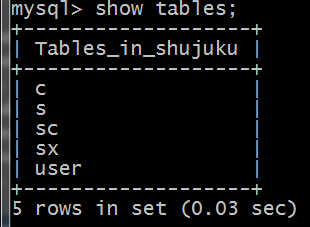 mysql> show tables;
+-------------------+
| Tables_in_shujuku |
+-------------------+
| c                 |
| s                 |
| sc                |
| sx                |
| user              |
+-------------------+
5 rows in set (0.03 sec)